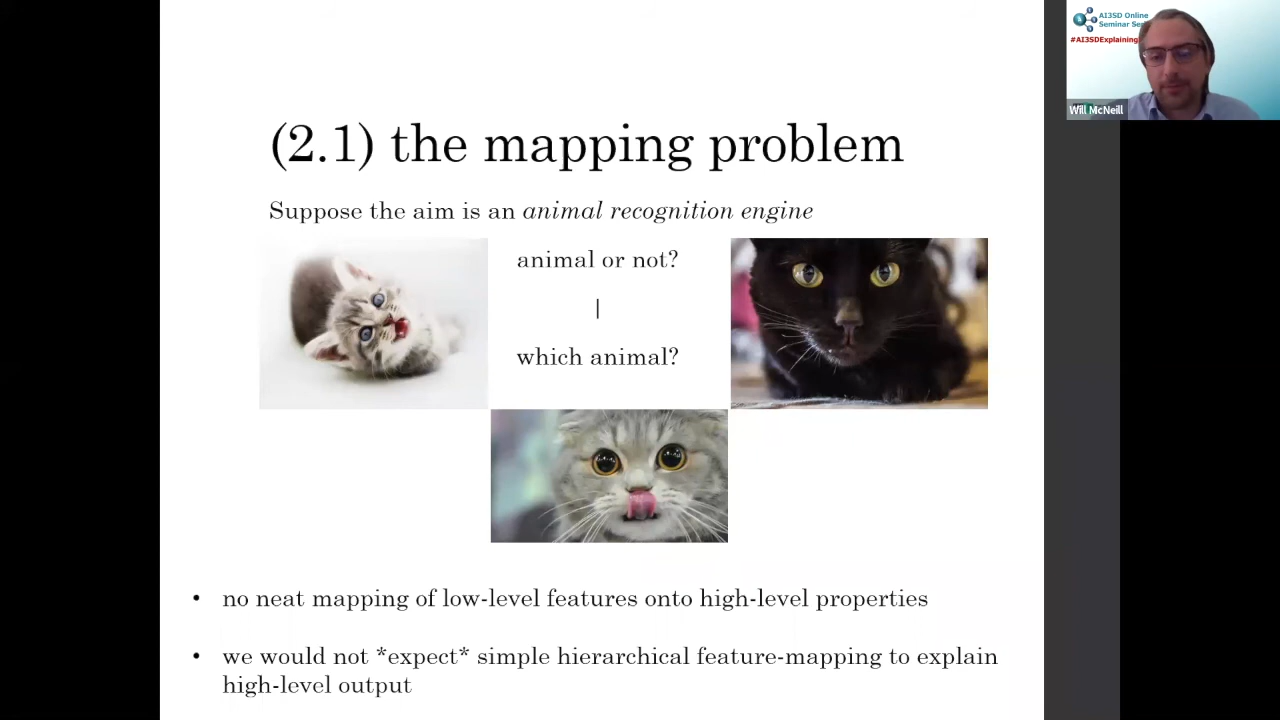 (2.1) the mapping problem
Suppose the aim is an animal recognition engine
animal or not?
|
which animal?
• no neat mapping of low-level features onto high-level properties
• we would not *expect* simple hierarchical feature-mapping to explain
high-level output
AI3SD Online
Seminar
#AI3SDExplaining
Will McNeill